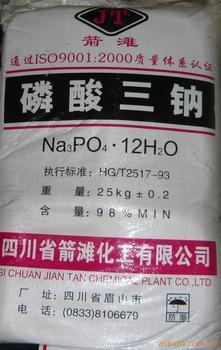 JT
箭滩
通过ISO9001:2000质量体系认证
磷酸三钠
Na3PO4·12H2O
执行标准：HG/T2517-93
重量：25kg±0.2
含量：98%MIN
四川省箭滩化工有限公司
SI CHUAN JIAN TAN CHEMICAL PLANT CO.,LTD
厂址：四川省眉山市
电话：(0833)8106679
防潮